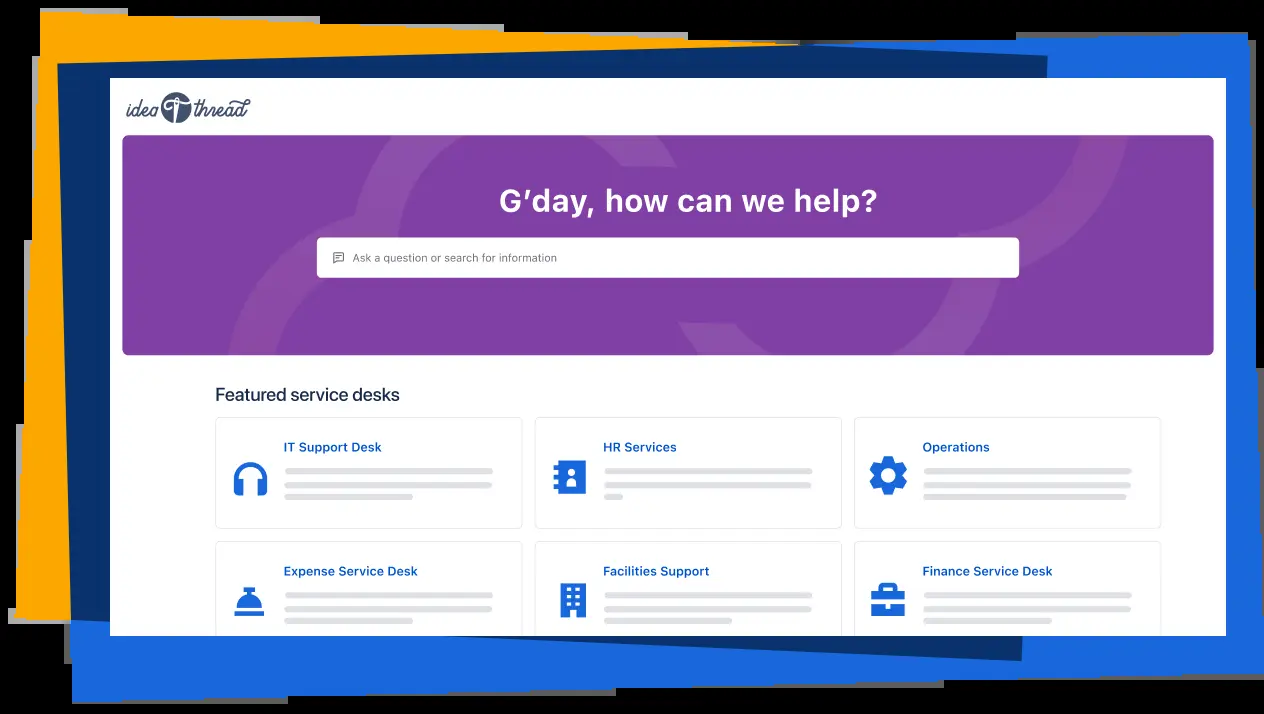 idea thread
G’day, how can we help?
Ask a question or search for information
Featured service desks
IT Support Desk
HR Services
Operations
Expense Service Desk
Facilities Support
Finance Service Desk